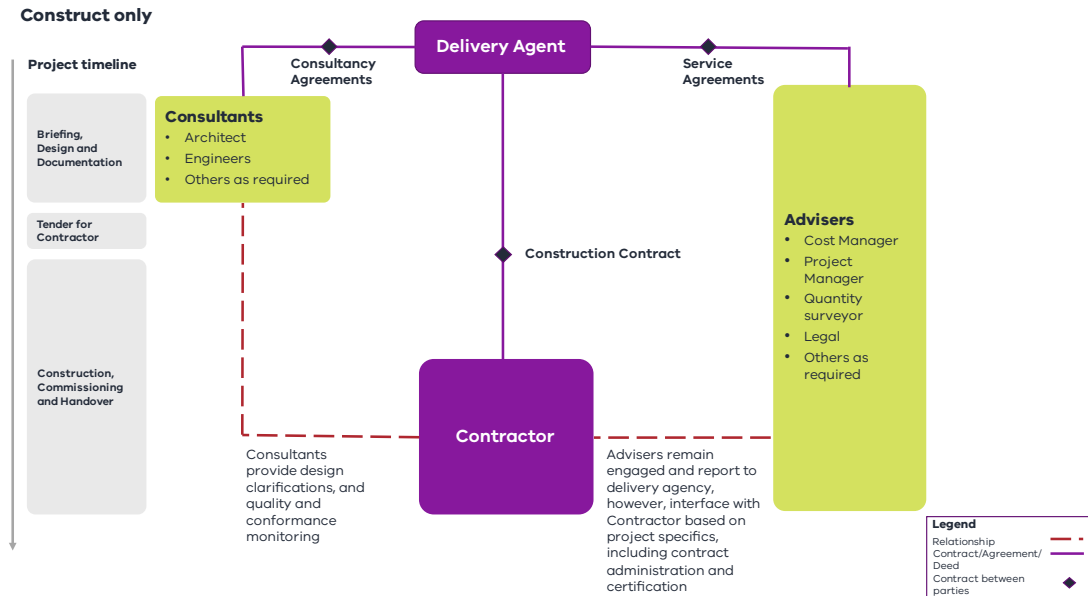 Construct only
Project timeline
Delivery Agent
Consultancy
Agreements
Service
Agreements
Briefing,
Design and
Documentation
Consultants
• Architect
• Engineers
• Others as required
Tender for
Contractor
Construction Contract
Advisers
• Cost Manager
• Project
Manager
• Quantity
surveyor
• Legal
• Others as
required
Construction,
Commissioning
and Handover
Contractor
Consultants
provide design
clarifications, and
quality and
conformance
monitoring
Advisers remain
engaged and report to
delivery agency,
however, interface with
Contractor based on
project specifics,
including contract
administration and
certification
Legend
Relationship
Contract/Agreement/
Deed
Contract between
parties